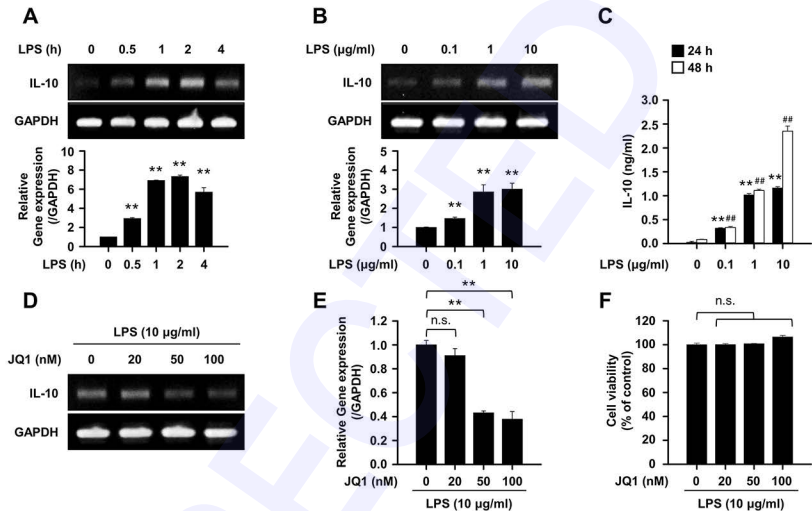 A
LPS (h) 0 0.5 1 2 4
IL-10
GAPDH
Relative
Gene expression
(/GAPDH)
10
8
6
4
2
0
**
**
**
**
LPS (h) 0 0.5 1 2 4
B
LPS (µg/ml) 0 0.1 1 10
IL-10
GAPDH
Relative
Gene expression
(/GAPDH)
5
4
3
2
1
0
**
**
**
LPS (µg/ml) 0 0.1 1 10
C
24 h
48 h
IL-10 (ng/ml)
3.0
2.5
2.0
1.5
1.0
0.5
0.0
**
##
**
##
**
##
LPS (µg/ml) 0 0.1 1 10
D
LPS (10 µg/ml)
JQ1 (nM) 0 20 50 100
IL-10
GAPDH
E
Relative Gene expression
(/GAPDH)
1.2
1.0
0.8
0.6
0.4
0.2
0.0
**
**
n.s.
JQ1 (nM) 0 20 50 100
LPS (10 µg/ml)
F
Cell viability
(% of control)
120
100
80
60
40
20
0
n.s.
JQ1 (nM) 0 20 50 100
LPS (10 µg/ml)